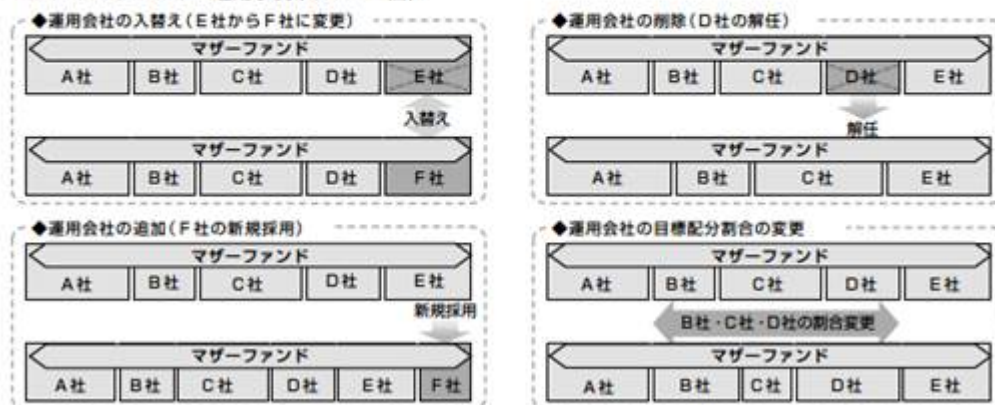 ◆運用会社の入替え(E社からF社に変更)
マザーファンド
A社 B社 C社 D社 E社
入替え
マザーファンド
A社 B社 C社 D社 F社
◆運用会社の削除(D社の解任)
マザーファンド
A社 B社 C社 D社 E社
解任
マザーファンド
A社 B社 C社 E社
◆運用会社の追加(F社の新規採用)
マザーファンド
A社 B社 C社 D社 E社
新規採用
マザーファンド
A社 B社 C社 D社 E社 F社
◆運用会社の目標配分割合の変更
マザーファンド
A社 B社 C社 D社 E社
B社・C社・D社の割合変更
マザーファンド
A社 B社 C社 D社 E社